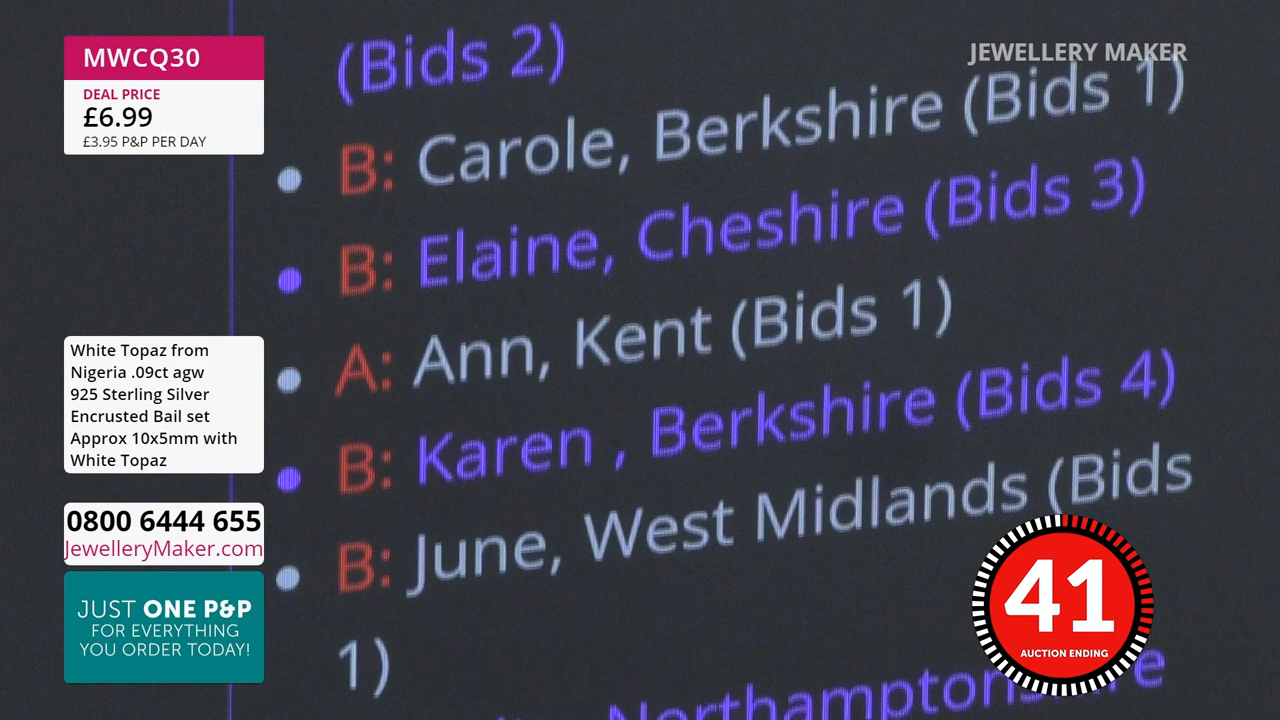 MWCQ30
DEAL PRICE
£6.99
£3.95 P&P PER DAY
JEWELLERY MAKER
(Bids 2)
B: Carole, Berkshire (Bids 1)
B: Elaine, Cheshire (Bids 3)
A: Ann, Kent (Bids 1)
B: Karen , Berkshire (Bids 4)
B: June, West Midlands (Bids
1)
Northamptonshire
White Topaz from
Nigeria .09ct agw
925 Sterling Silver
Encrusted Bail set
Approx 10x5mm with
White Topaz
0800 6444 655
JewelleryMaker.com
JUST ONE P&P
FOR EVERYTHING
YOU ORDER TODAY!
41
AUCTION ENDING